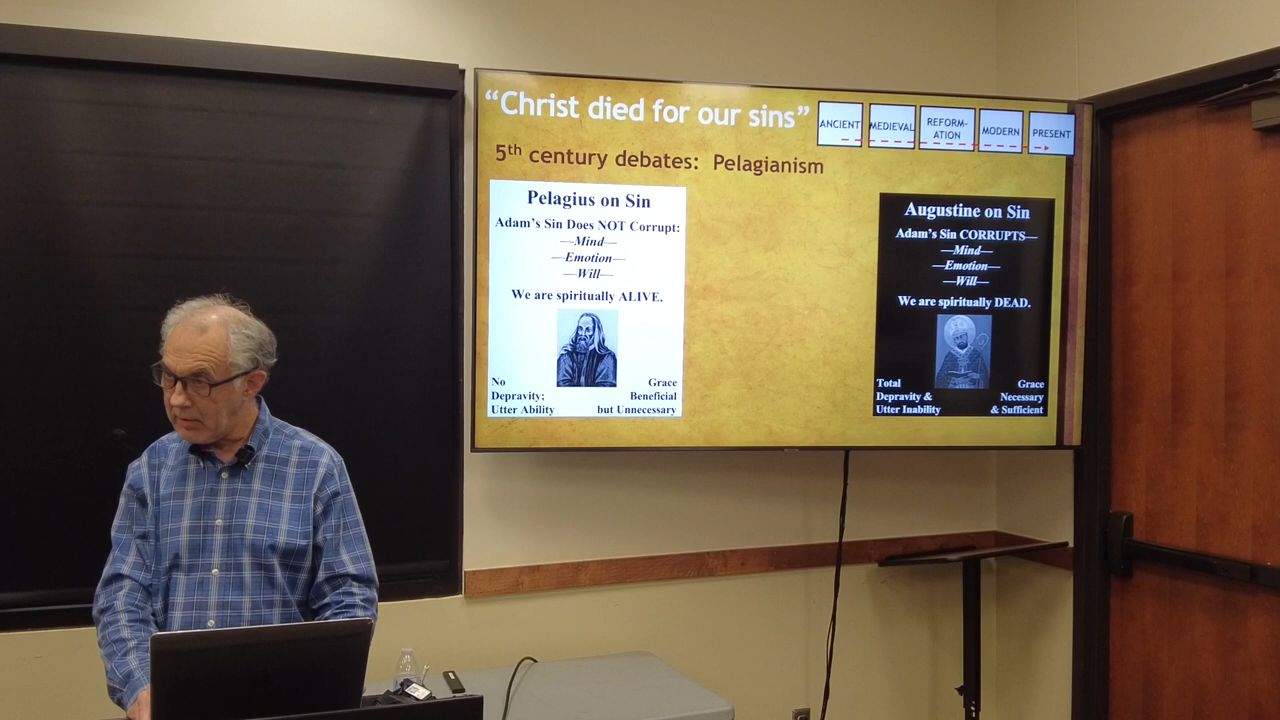 “Christ died for our sins”
ANCIENT
MEDIEVAL
REFORM-
ATION
MODERN
PRESENT
5th century debates: Pelagianism
Pelagius on Sin
Adam's Sin Does NOT Corrupt:
—Mind—
—Emotion—
—Will—
We are spiritually ALIVE.
No
Depravity;
Utter Ability
Grace
Beneficial
but Unnecessary
Augustine on Sin
Adam's Sin CORRUPTS—
—Mind—
—Emotion—
—Will—
We are spiritually DEAD.
Total
Depravity &
Utter Inability
Grace
Necessary
& Sufficient